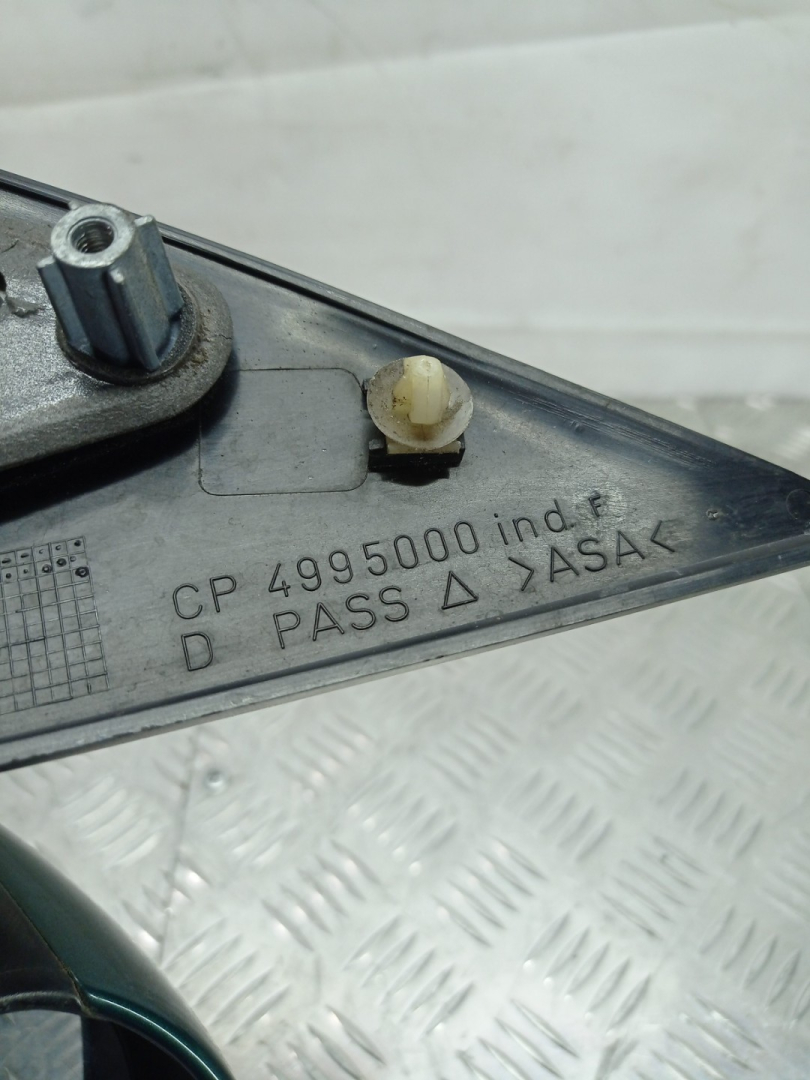 CP 4995000 ind. F
D PASS △ >ASA<